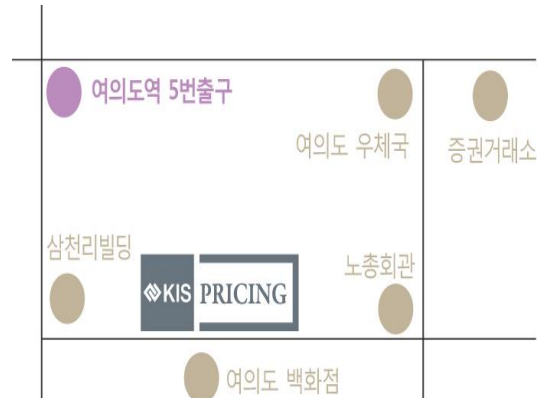 여의도역 5번출구
여의도 우체국
증권거래소
삼천리빌딩
노총회관
KIS PRICING
여의도 백화점